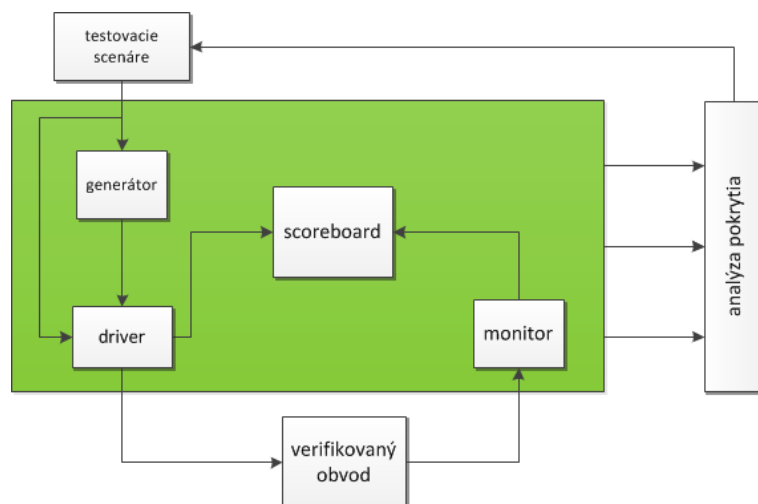 testovacie
scenáre
generátor
scoreboard
driver
monitor
verifikovaný
obvod
analýza pokrytia